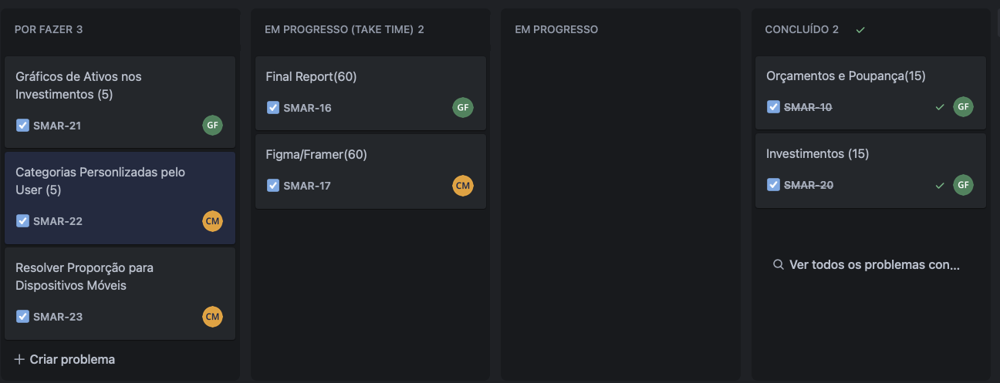 POR FAZER 3
Gráficos de Ativos nos
Investimentos (5)
SMAR-21
GF
Categorias Personlizadas pelo
User (5)
SMAR-22
CM
Resolver Proporção para
Dispositivos Móveis
SMAR-23
CM
+ Criar problema
EM PROGRESSO (TAKE TIME) 2
Final Report(60)
SMAR-16
GF
Figma/Framer(60)
SMAR-17
CM
EM PROGRESSO
CONCLUÍDO 2
Orçamentos e Poupança(15)
SMAR-10
GF
Investimentos (15)
SMAR-20
GF
Ver todos os problemas con...